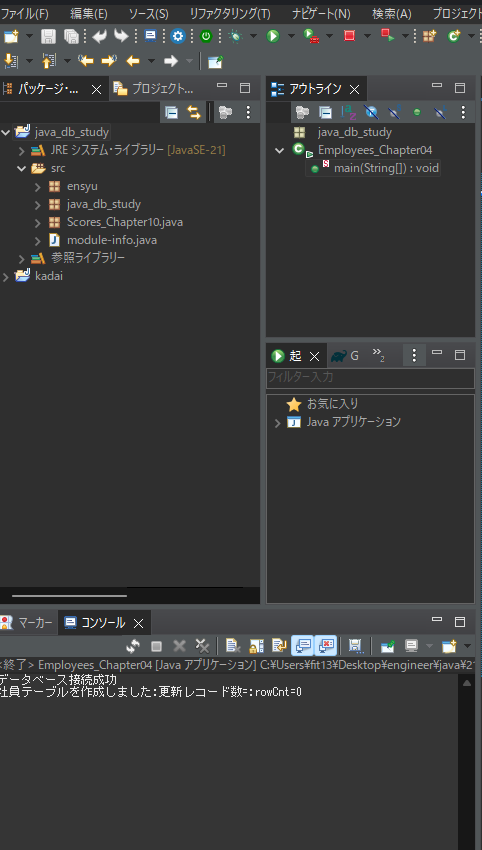 ファイル(F) 編集(E) ソース(S) リファクタリング(T) ナビゲート(N) 検索(A) プロジェクト
パッケージ・... プロジェクト...
java_db_study
JRE システム・ライブラリー [JavaSE-21]
src
ensyu
java_db_study
Scores_Chapter10.java
module-info.java
参照ライブラリー
kadai
アウトライン
java_db_study
Employees_Chapter04
main(String[]) : void
起 G 2
フィルター入力
お気に入り
Java アプリケーション
マーカー コンソール
<終了> Employees_Chapter04 [Java アプリケーション] C:¥Users¥fit13¥Desktop¥engineer¥java¥21
データベース接続成功
社員テーブルを作成しました:更新レコード数=:rowCnt=0